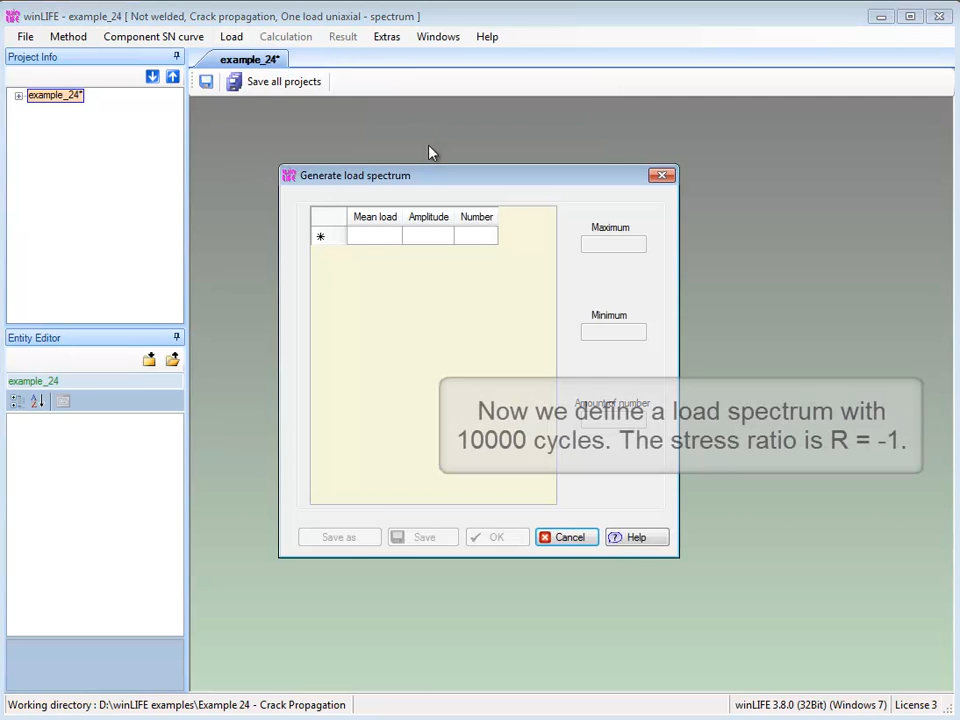 winLIFE - example_24 [ Not welded, Crack propagation, One load uniaxial - spectrum ]
File Method Component SN curve Load Calculation Result Extras Windows Help
Project Info
example_24*
Save all projects
example_24*
Generate load spectrum
Mean load Amplitude Number
Maximum
Minimum
Amount of number
Now we define a load spectrum with
10000 cycles. The stress ratio is R = -1.
Save as Save OK Cancel Help
Entity Editor
example_24
Working directory : D:\winLIFE examples\Example 24 - Crack Propagation
winLIFE 3.8.0 (32Bit) (Windows 7) License 3